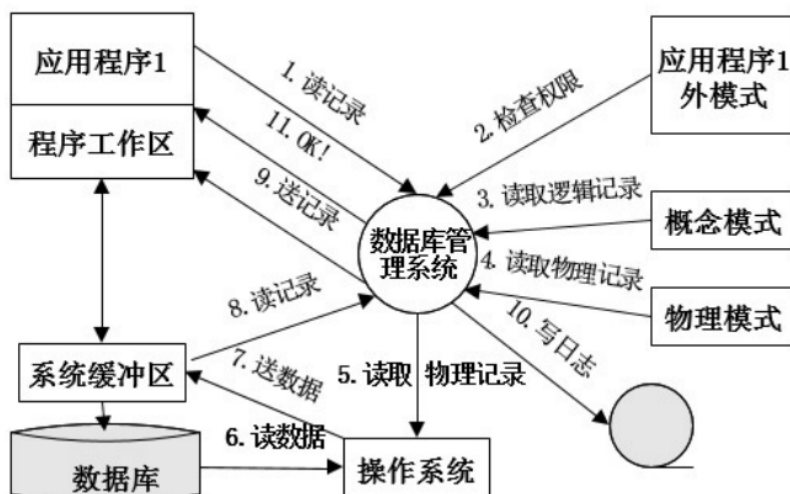 应用程序1
程序工作区
1. 读记录
11. OK!
9. 送记录
2. 检查权限
应用程序1
外模式
3. 读取逻辑记录
概念模式
数据库管
理系统
4. 读取物理记录
物理模式
8. 读记录
10. 写日志
系统缓冲区
7. 送数据
5. 读取 物理记录
6. 读数据
数据库
操作系统